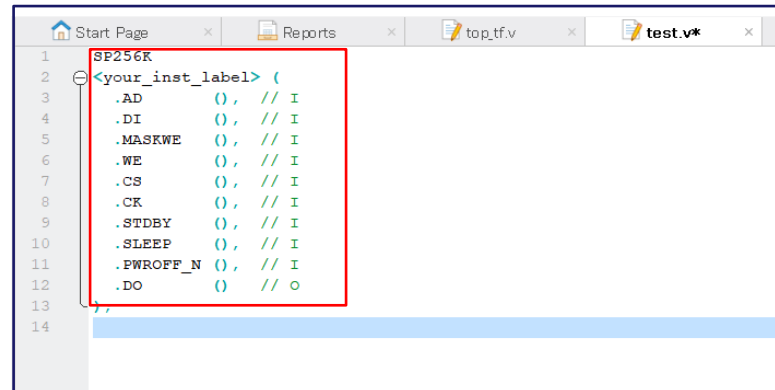 Start Page Reports top_tf.v test.v*
1 SP256K
2 <your_inst_label> (
3 .AD (), // I
4 .DI (), // I
5 .MASKWE (), // I
6 .WE (), // I
7 .CS (), // I
8 .CK (), // I
9 .STDBY (), // I
10 .SLEEP (), // I
11 .PWROFF_N (), // I
12 .DO () // O
13 );
14